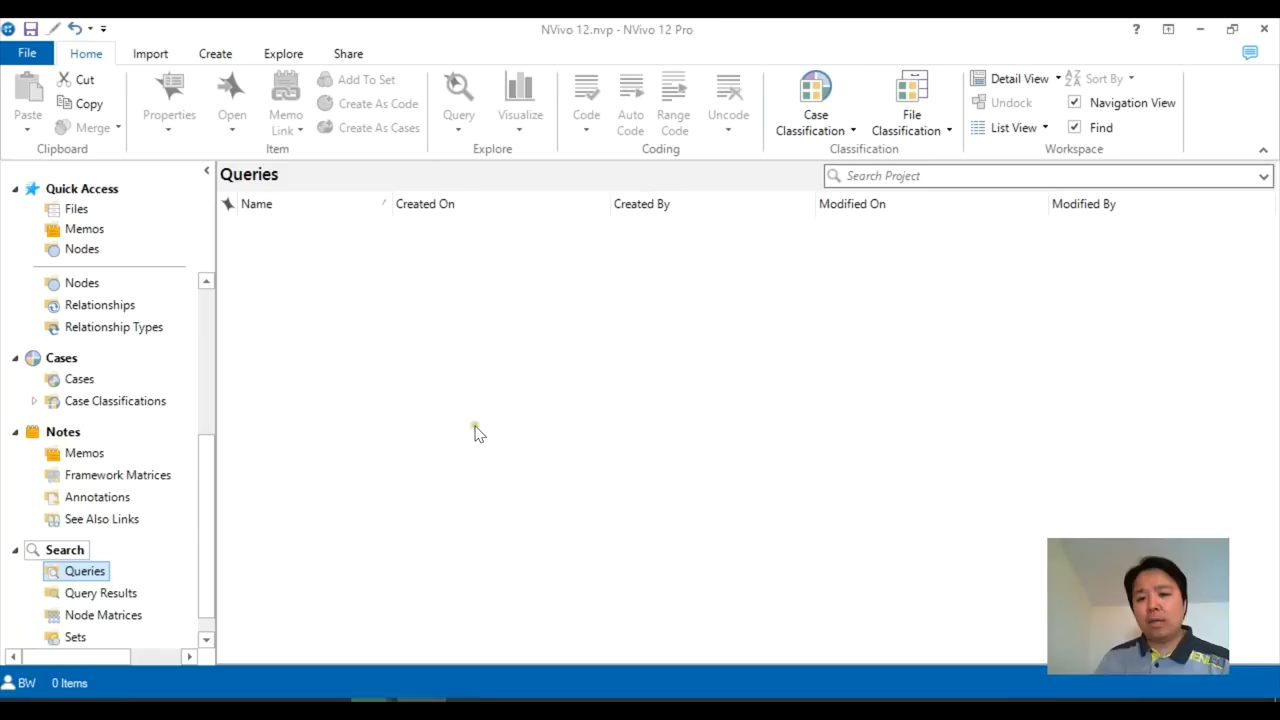 NVivo 12.nvp - NVivo 12 Pro
?
File Home Import Create Explore Share
Paste
Cut
Copy
Merge
Clipboard
Properties
Open
Memo Link
Add To Set
Create As Code
Create As Cases
Item
Query
Visualize
Explore
Code
Auto Code
Range Code
Uncode
Coding
Case Classification
File Classification
Classification
Detail View
Sort By
Undock
Navigation View
List View
Find
Workspace
Quick Access
Files
Memos
Nodes
Nodes
Relationships
Relationship Types
Cases
Cases
Case Classifications
Notes
Memos
Framework Matrices
Annotations
See Also Links
Search
Queries
Query Results
Node Matrices
Sets
Queries
Search Project
Name Created On Created By Modified On Modified By
BW 0 Items